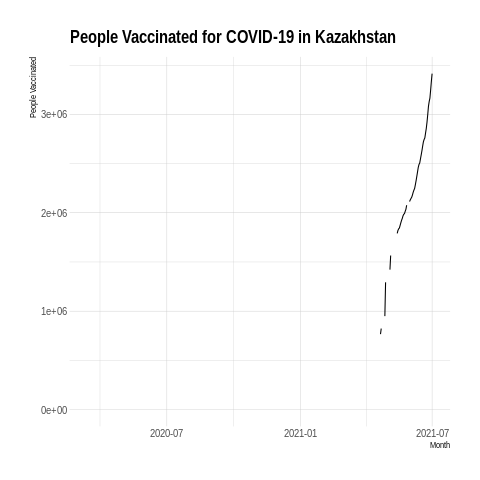 People Vaccinated for COVID-19 in Kazakhstan
People Vaccinated
3e+06
2e+06
1e+06
0e+00
2020-07
2021-01
2021-07
Month